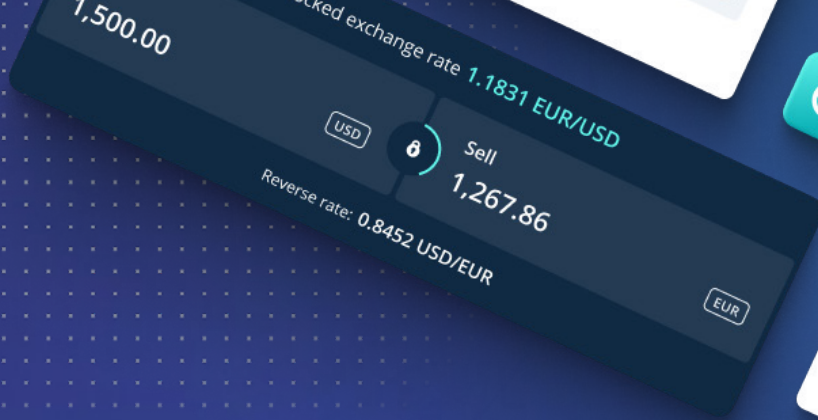 exchange rate 1.1831 EUR/USD
1,500.00
USD
Sell
1,267.86
EUR
Reverse rate: 0.8452 USD/EUR